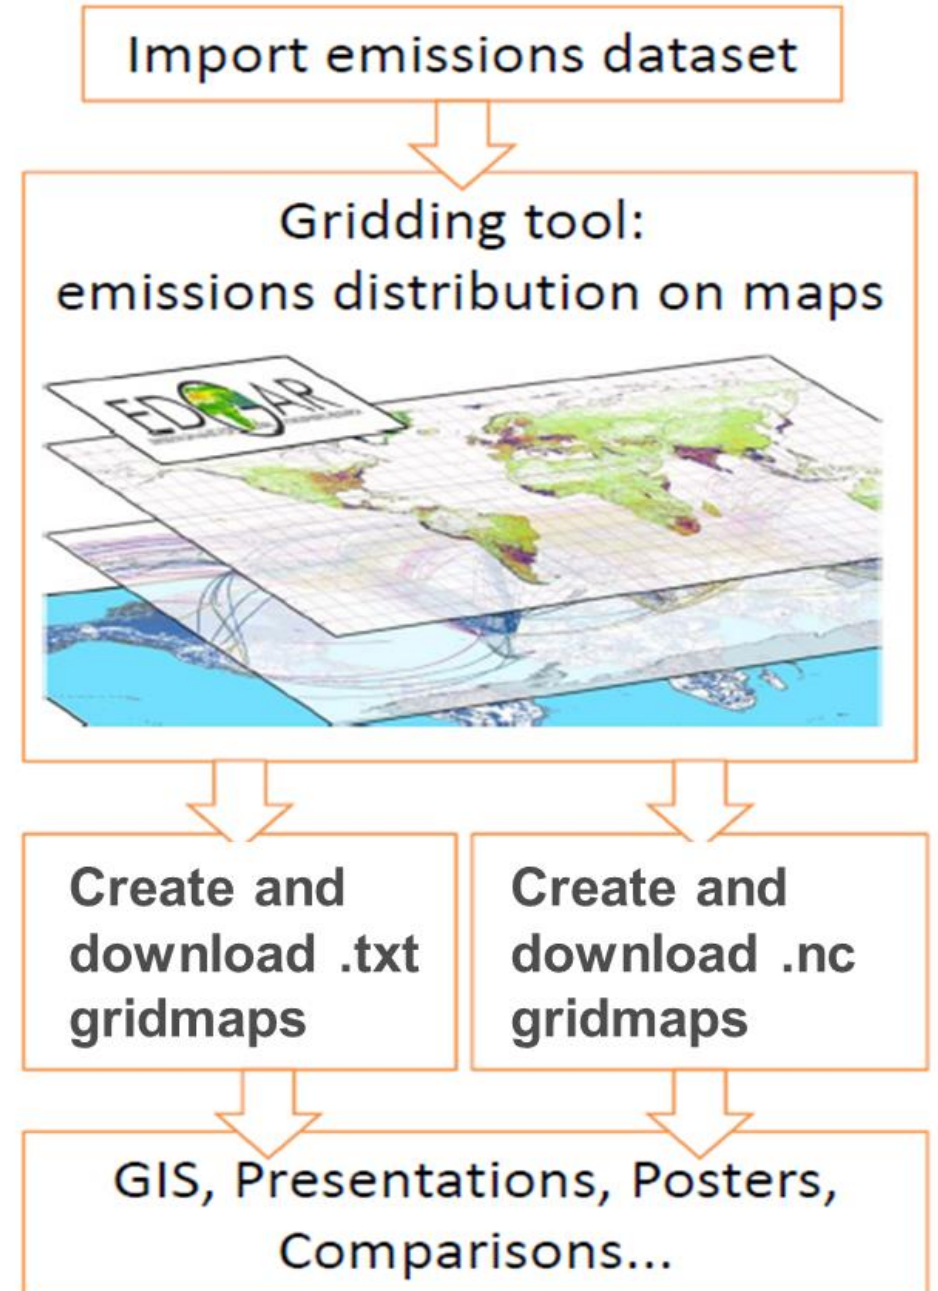 Import emissions dataset
Gridding tool:
emissions distribution on maps
EDGAR
Create and
download .txt
gridmaps
Create and
download .nc
gridmaps
GIS, Presentations, Posters,
Comparisons...